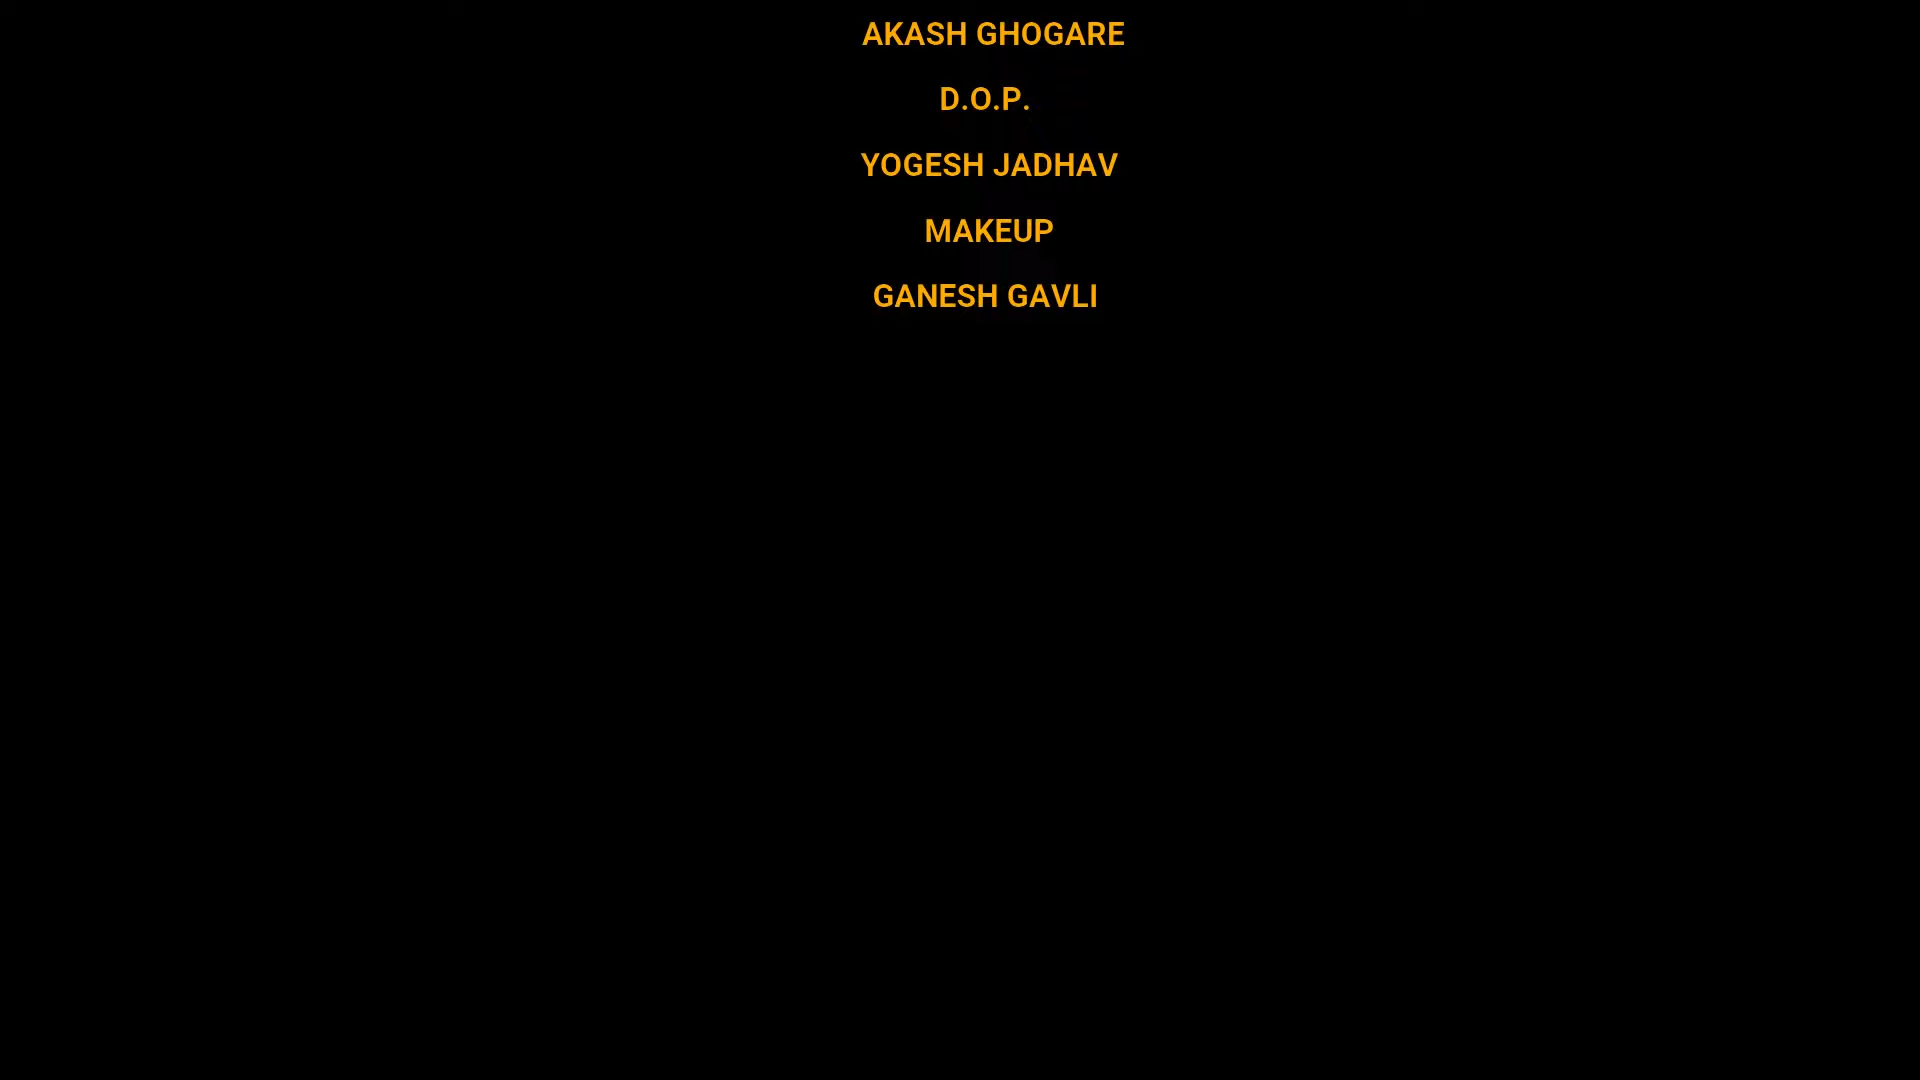 AKASH GHOGARE
D.O.P.
YOGESH JADHAV
MAKEUP
GANESH GAVLI